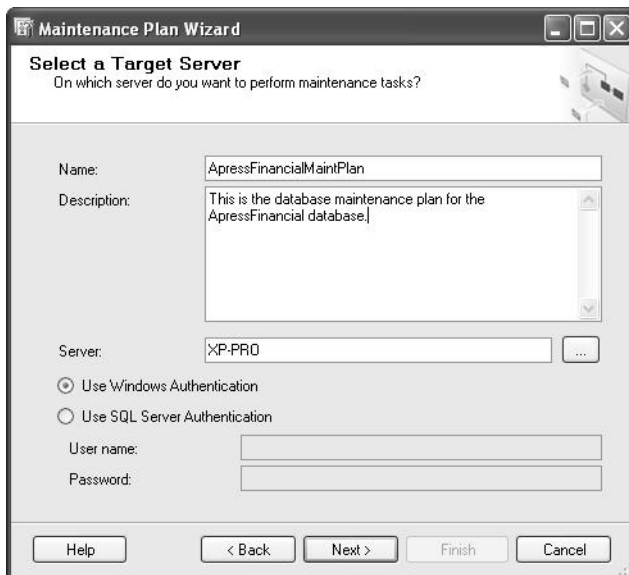 Maintenance Plan Wizard
Select a Target Server
On which server do you want to perform maintenance tasks?
Name:
ApressFinancialMaintPlan
Description:
This is the database maintenance plan for the
ApressFinancial database.
Server:
XP-PRO
...
Use Windows Authentication
Use SQL Server Authentication
User name:
Password:
Help
< Back
Next >
Finish
Cancel